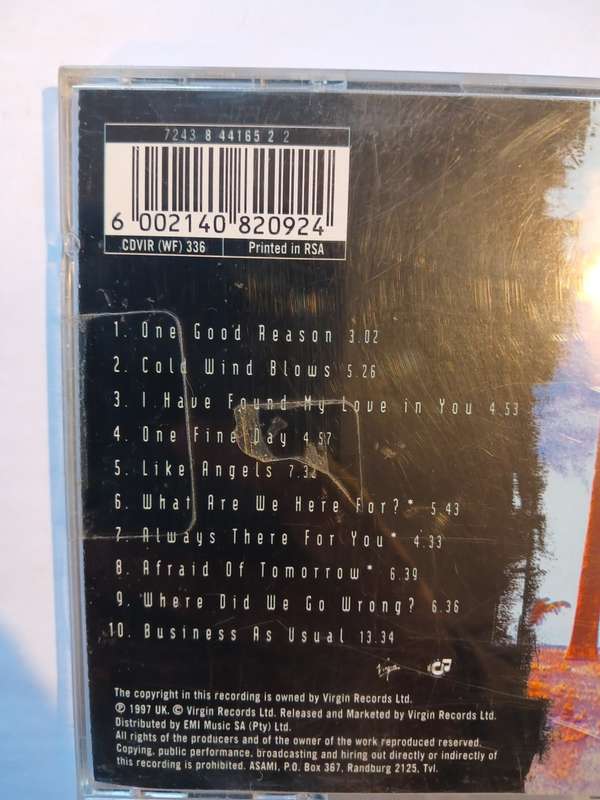 7243 8 44165 2 2
6 002140 820924
CDVIR (WF) 336 Printed in RSA
1. One Good Reason 3.02
2. Cold Wind Blows 5.26
3. I Have Found My Love in You 4.53
4. One Fine Day 4.57
5. Like Angels 7.32
6. What Are We Here For?* 5.43
7. Always There For You* 4.33
8. Afraid Of Tomorrow* 6.39
9. Where Did We Go Wrong? 6.36
10. Business As Usual 13.34
Virgin
The copyright in this recording is owned by Virgin Records Ltd.
℗ 1997 UK. © Virgin Records Ltd. Released and Marketed by Virgin Records Ltd.
Distributed by EMI Music SA (Pty) Ltd.
All rights of the producers and of the owner of the work reproduced reserved.
Copying, public performance, broadcasting and hiring out directly or indirectly of
this recording is prohibited. ASAMI, P.O. Box 367, Randburg 2125, Tvl.